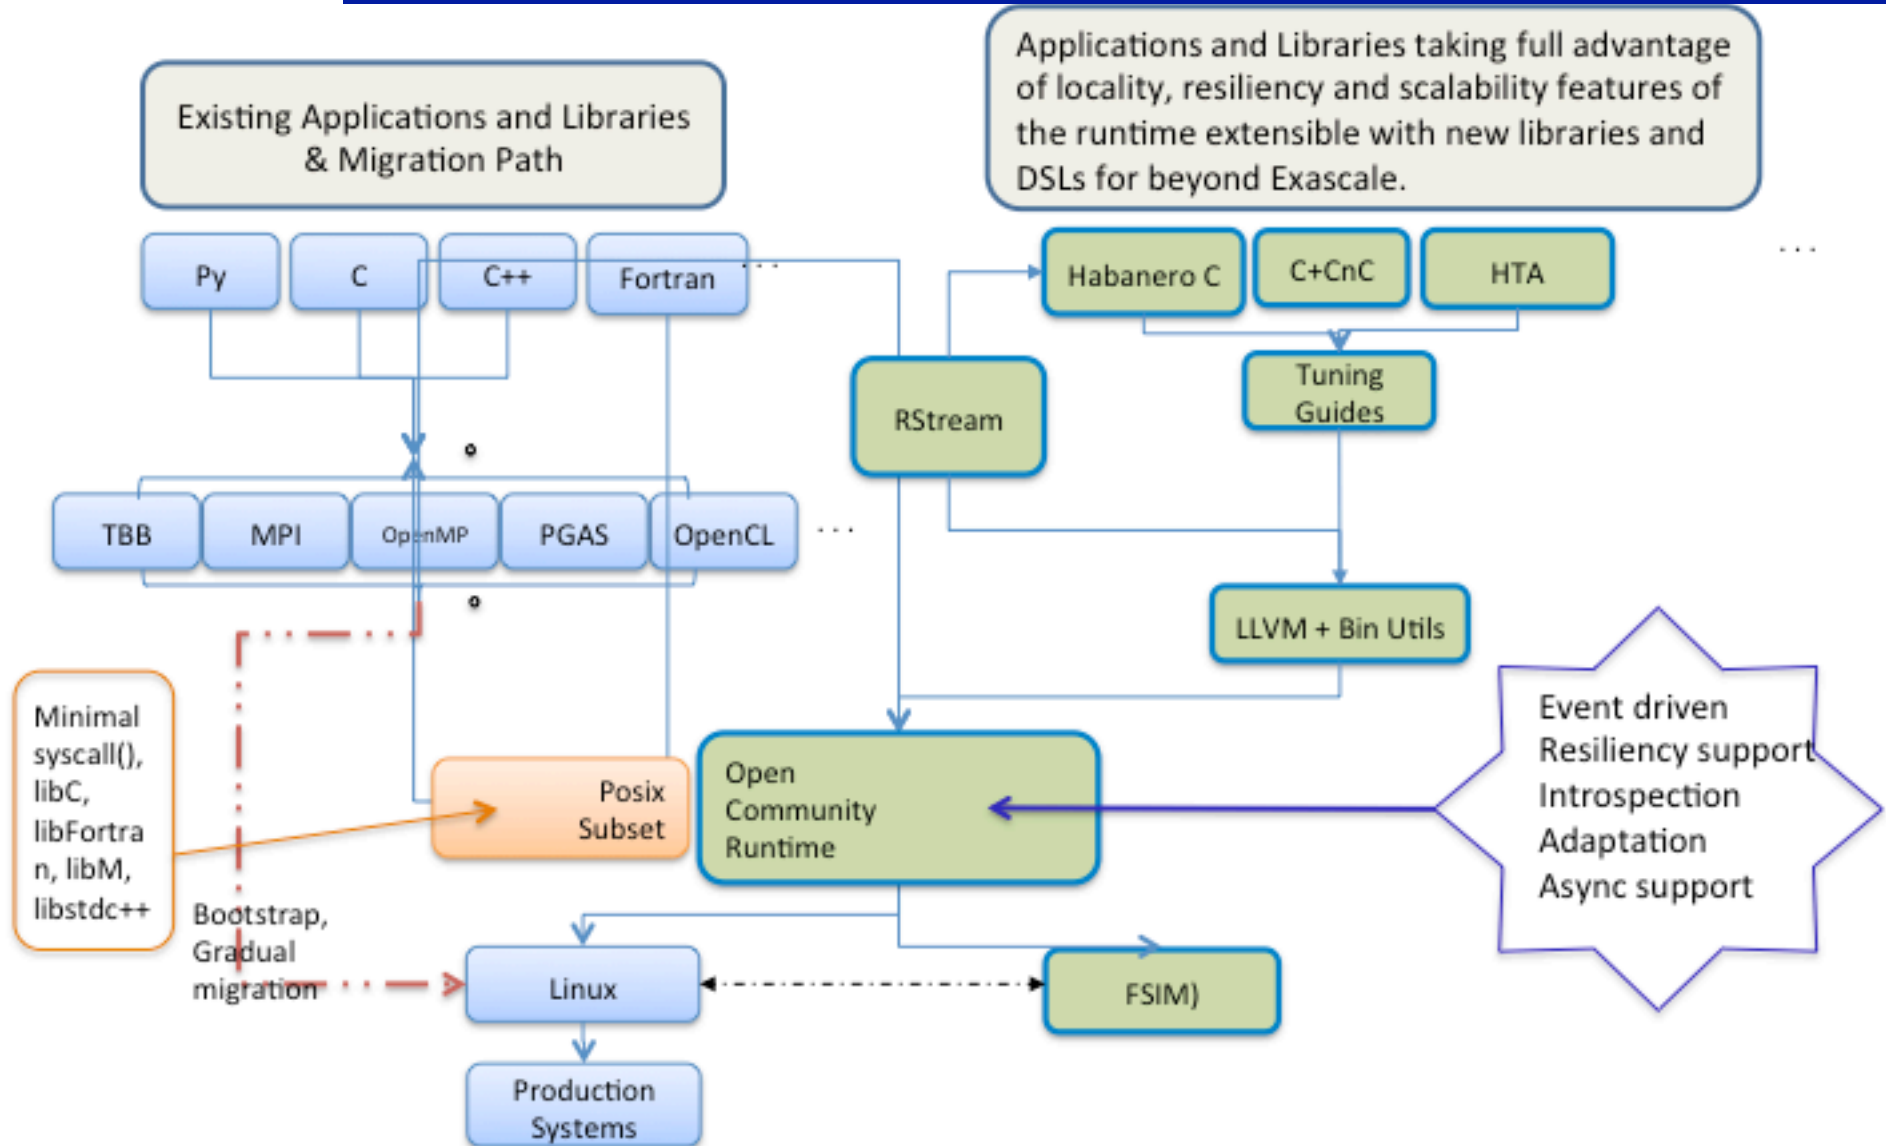 Existing Applications and Libraries
& Migration Path
Applications and Libraries taking full advantage
of locality, resiliency and scalability features of
the runtime extensible with new libraries and
DSLs for beyond Exascale.
Py
C
C++
Fortran
...
Habanero C
C+CnC
HTA
...
Tuning
Guides
RStream
TBB
MPI
OpenMP
PGAS
OpenCL
...
LLVM + Bin Utils
Minimal
syscall(),
libC,
libFortra
n, libM,
libstdc++
Posix
Subset
Open
Community
Runtime
Event driven
Resiliency support
Introspection
Adaptation
Async support
Bootstrap,
Gradual
migration
Linux
FSIM)
Production
Systems